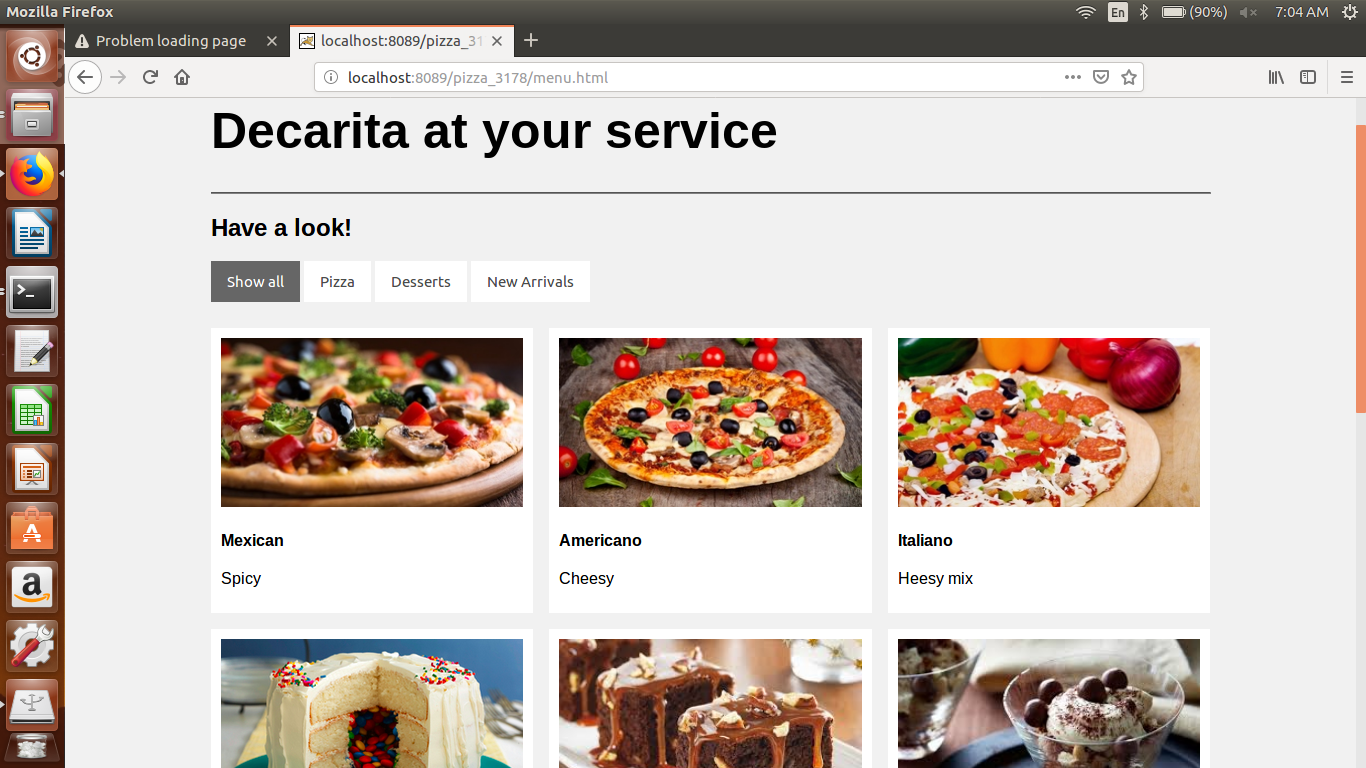 Mozilla Firefox
En
(90%)
7:04 AM
Problem loading page
localhost:8089/pizza_31
localhost:8089/pizza_3178/menu.html
Decarita at your service
Have a look!
Show all
Pizza
Desserts
New Arrivals
Mexican
Americano
Italiano
Spicy
Cheesy
Heesy mix